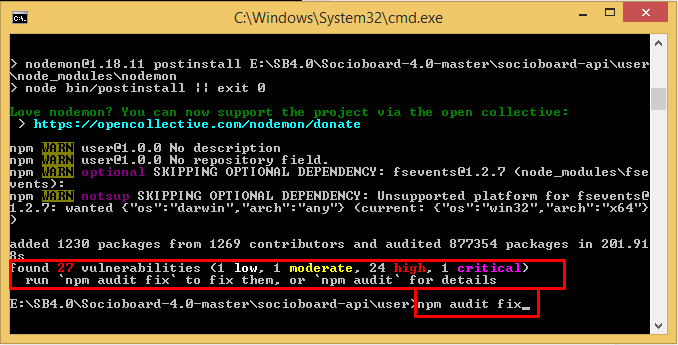 C:\Windows\System32\cmd.exe
> nodemon@1.18.11 postinstall E:\SB4.0\Socioboard-4.0-master\socioboard-api\user
\node_modules\nodemon
> node bin/postinstall || exit 0
Love nodemon? You can now support the project via the open collective:
> https://opencollective.com/nodemon/donate
npm WARN user@1.0.0 No description
npm WARN user@1.0.0 No repository field.
npm WARN optional SKIPPING OPTIONAL DEPENDENCY: fsevents@1.2.7 (node_modules\fse
vents):
npm WARN notsup SKIPPING OPTIONAL DEPENDENCY: Unsupported platform for fsevents@
1.2.7: wanted {"os":"darwin","arch":"any"} (current: {"os":"win32","arch":"x64"}
)
added 1230 packages from 1269 contributors and audited 877354 packages in 201.91
8s
found 27 vulnerabilities (1 low, 1 moderate, 24 high, 1 critical)
run `npm audit fix` to fix them, or `npm audit` for details
E:\SB4.0\Socioboard-4.0-master\socioboard-api\user>npm audit fix_